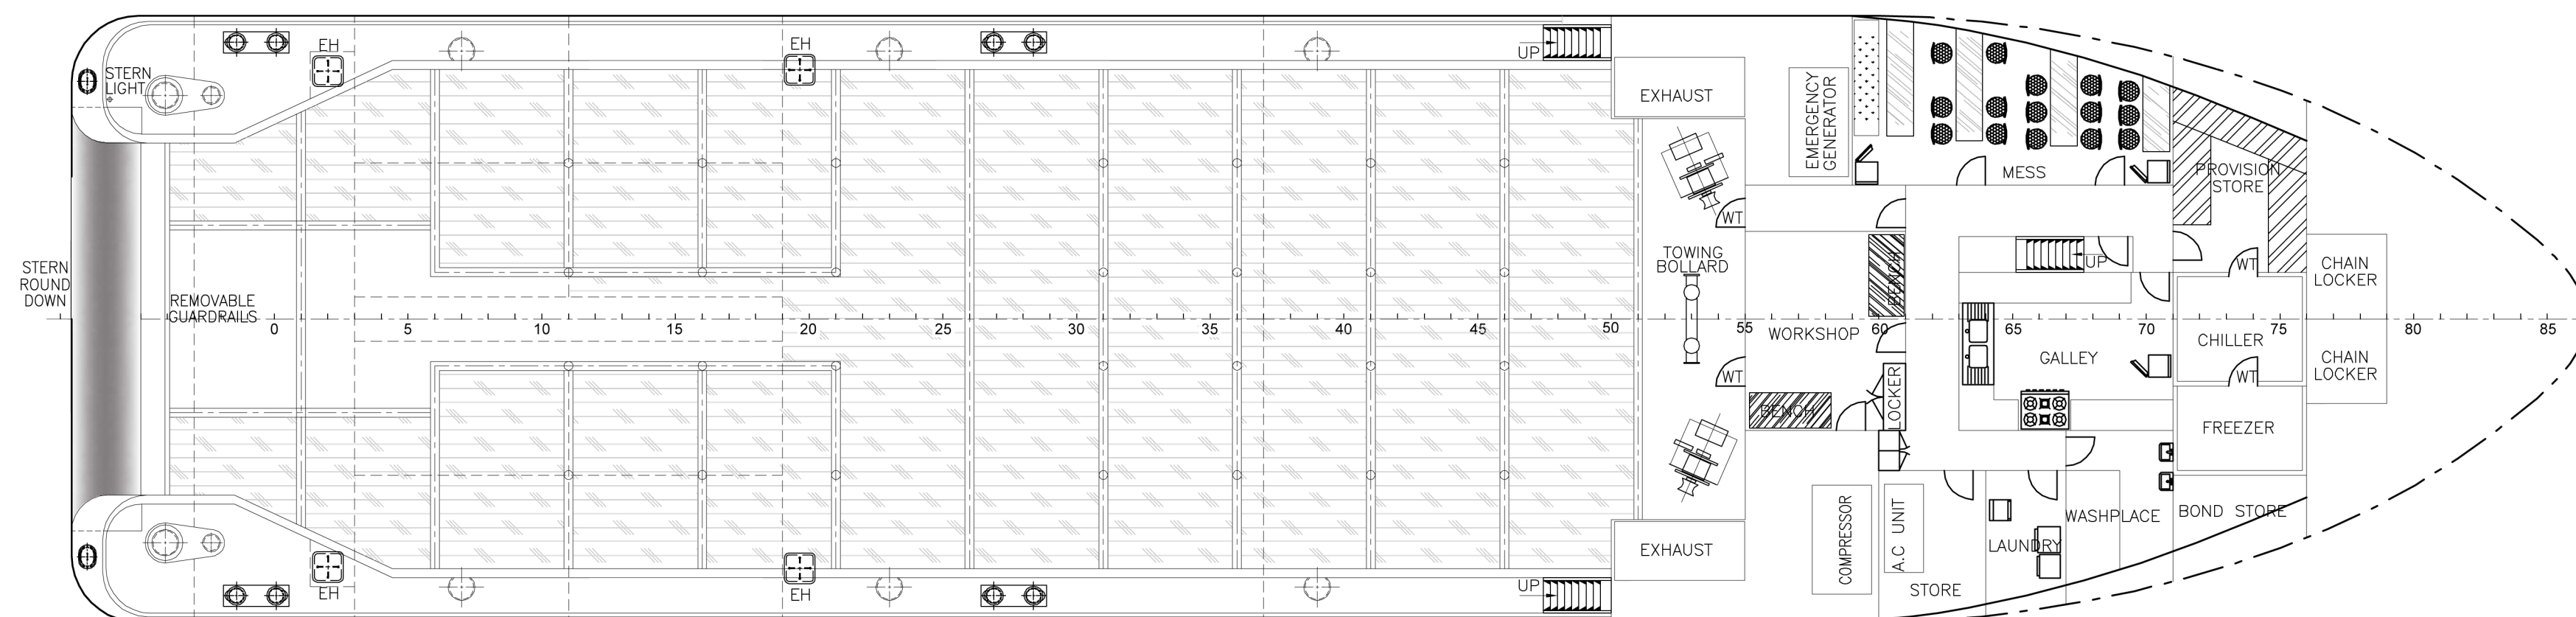 EH
EH
UP
STERN
LIGHT
EXHAUST
EMERGENCY
GENERATOR
MESS
PROVISION
STORE
WT
TOWING
BOLLARD
BENCH
UP
WT
CHAIN
LOCKER
STERN
ROUND
DOWN
REMOVABLE
GUARDRAILS
0 5 10 15 20 25 30 35 40 45 50 55 60 65 70 75 80 85
WORKSHOP
GALLEY
CHILLER
CHAIN
LOCKER
WT
WT
BENCH
LOCKER
FREEZER
EXHAUST
COMPRESSOR
A.C UNIT
WASHPLACE
BOND STORE
LAUNDRY
STORE
EH
EH
UP